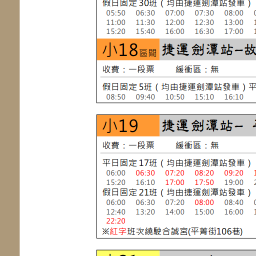 假日固定30班（均由捷運劍潭站發車）
05:50 06:30 07:00 07:30 08:00
11:00 11:30 12:00 12:30 13:00
15:20 15:40 16:00 16:30 17:00
小18區間 捷運劍潭站-故
收費：一段票 緩衝區：無
假日固定5班（均由捷運劍潭站發車）平
08:50 09:40 10:50 15:10 16:10
小19 捷運劍潭站-
收費：一段票 緩衝區：無
平日固定17班（均由捷運劍潭站發車）
06:00 06:30 07:20 08:20 09:20
15:20 16:10 17:00 17:50 19:00
假日固定21班（均由捷運劍潭站發車）
06:00 06:30 07:20 08:00 08:40
12:40 13:20 14:00 15:00 16:00
22:20
※紅字班次繞駛合誠宮(平菁街106巷)